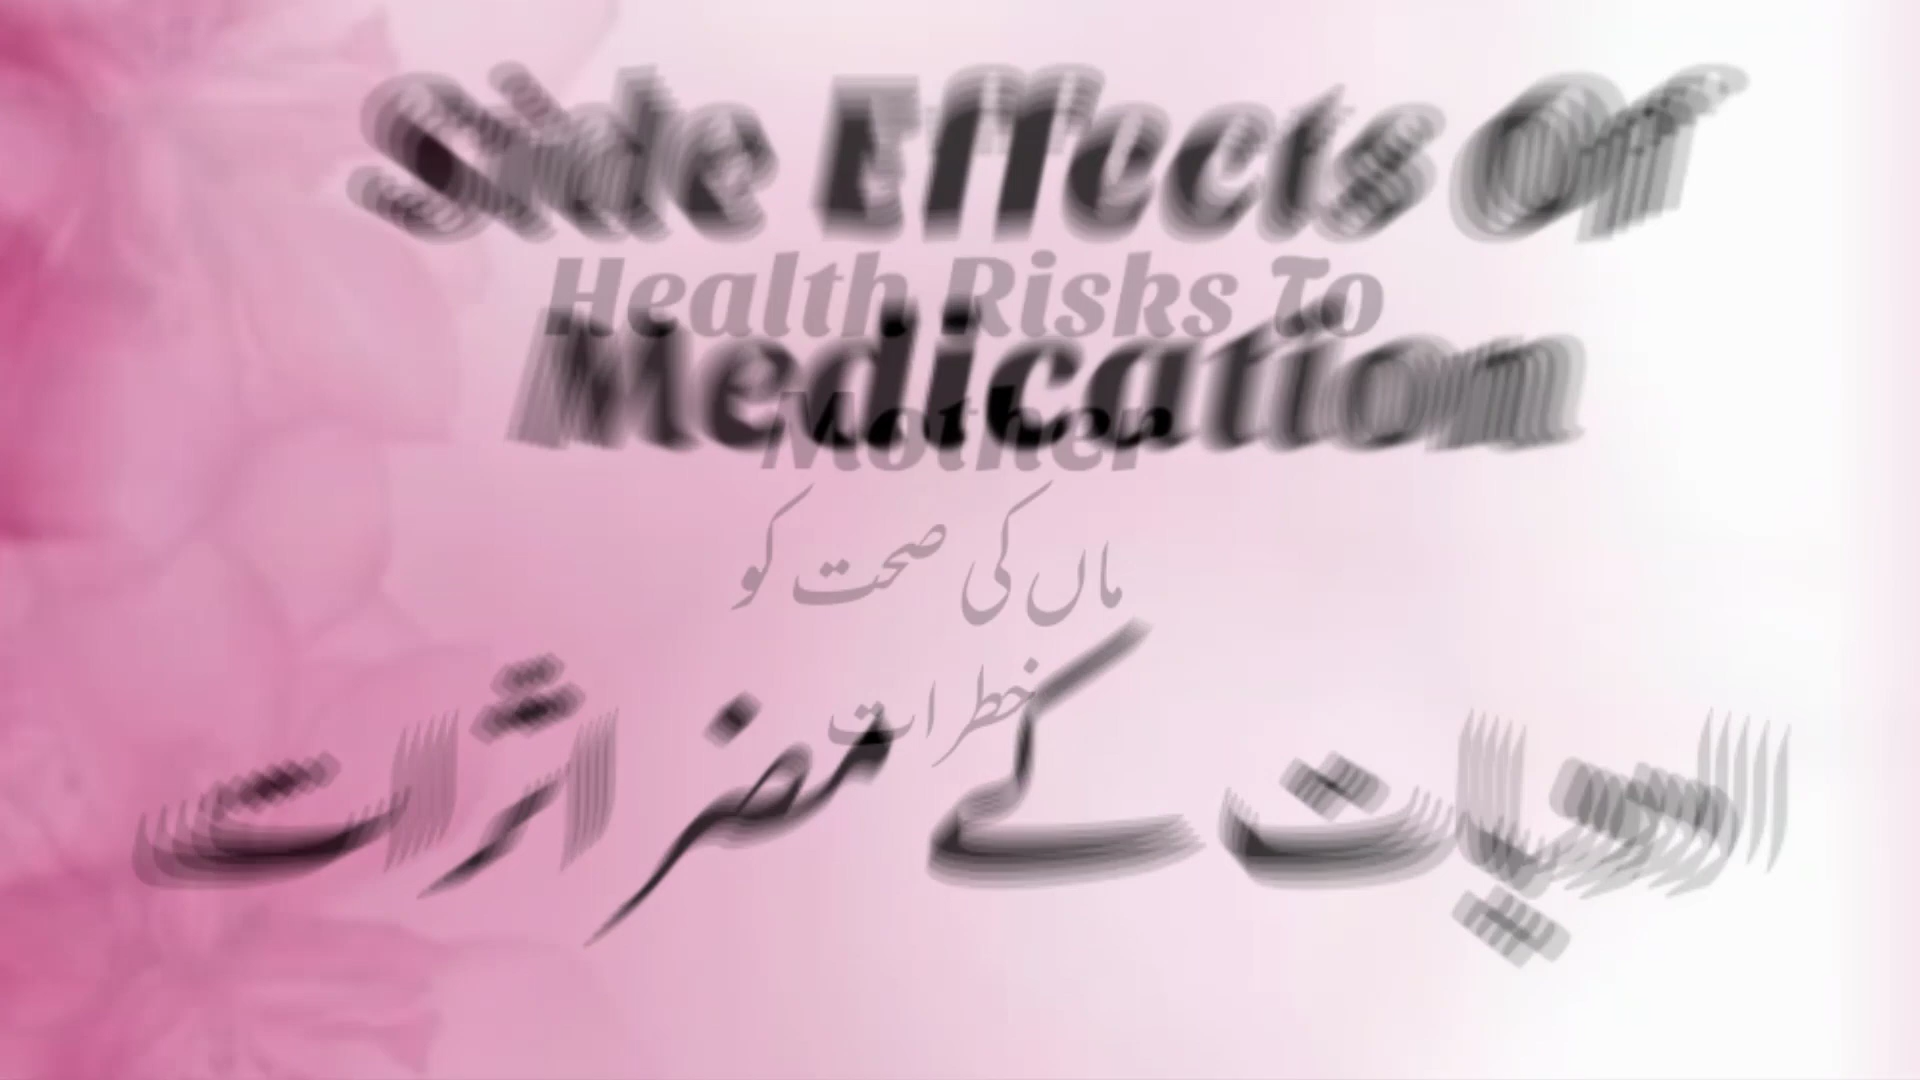 Side Effects Of
Medication
Health Risks To
Mother
ماں کی صحت کو
خطرات
ادویات کے مضر اثرات